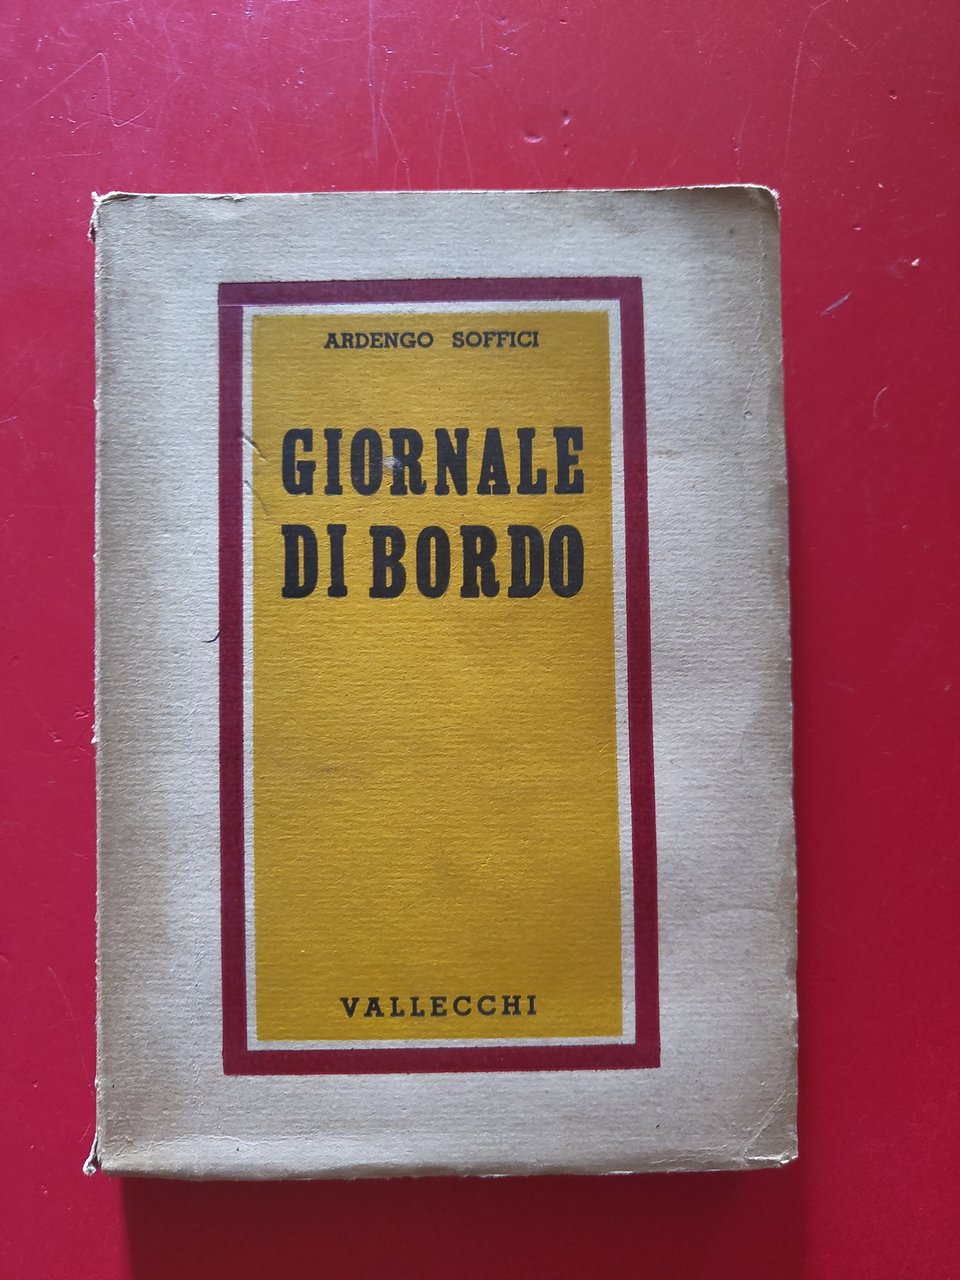 ARDENGO SOFFICI
GIORNALE
DI BORDO
VALLECCHI